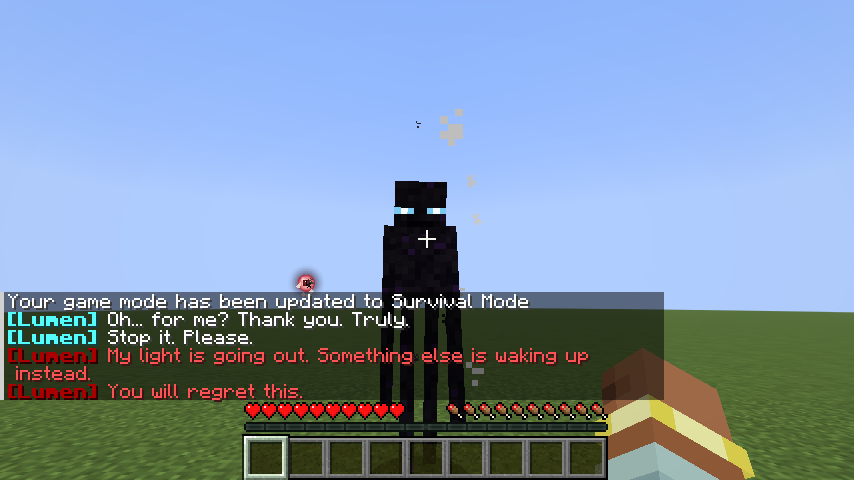 Your game mode has been updated to Survival Mode
[Lumen] Oh... for me? Thank you. Truly.
[Lumen] Stop it. Please.
[Lumen] My light is going out. Something else is waking up
instead.
[Lumen] You will regret this.